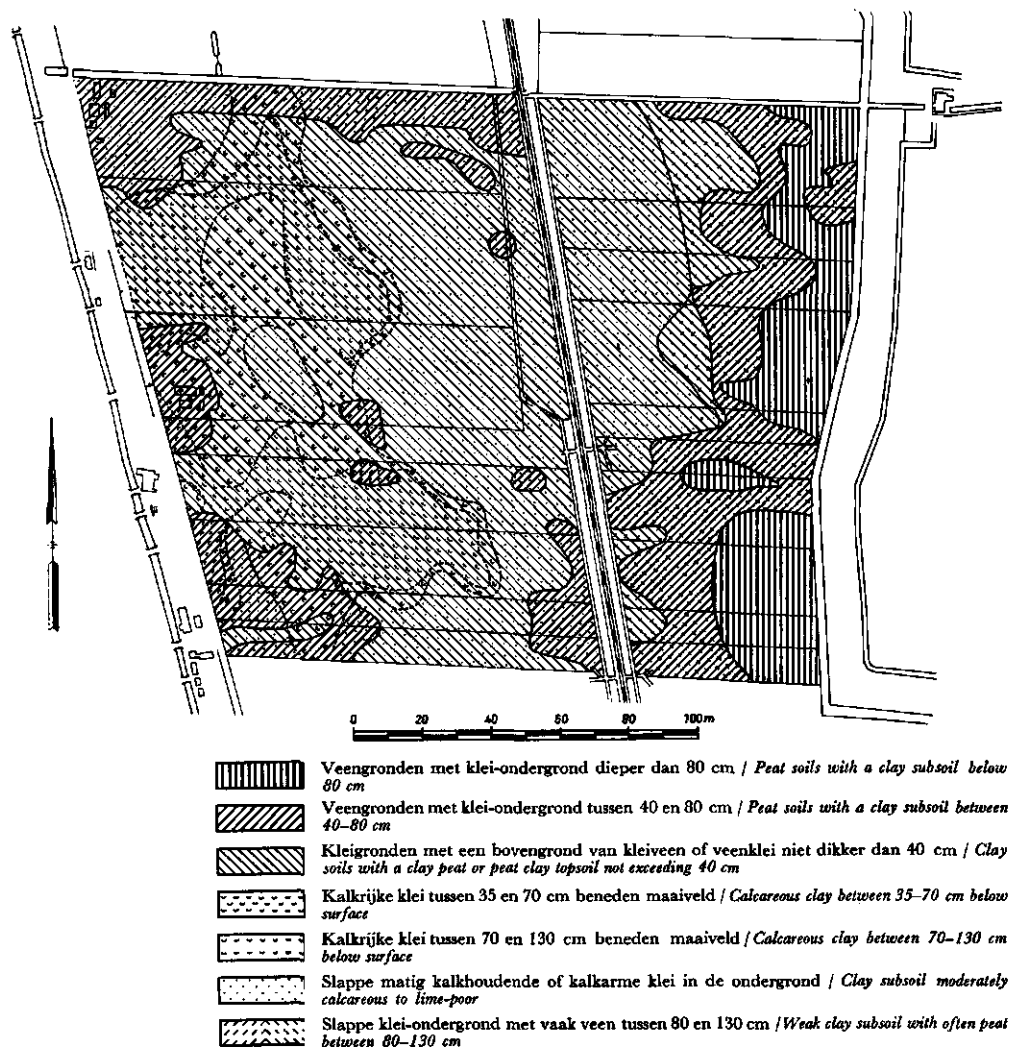 0 20 40 60 80 100 m
Veengronden met klei-ondergrond dieper dan 80 cm / Peat soils with a clay subsoil below
80 cm
Veengronden met klei-ondergrond tussen 40 en 80 cm / Peat soils with a clay subsoil between
40–80 cm
Kleigronden met een bovengrond van kleiveen of veenklei niet dikker dan 40 cm / Clay
soils with a clay peat or peat clay topsoil not exceeding 40 cm
Kalkrijke klei tussen 35 en 70 cm beneden maaiveld / Calcareous clay between 35–70 cm below
surface
Kalkrijke klei tussen 70 en 130 cm beneden maaiveld / Calcareous clay between 70–130 cm
below surface
Slappe matig kalkhoudende of kalkarme klei in de ondergrond / Clay subsoil moderately
calcareous to lime-poor
Slappe klei-ondergrond met vaak veen tussen 80 en 130 cm / Weak clay subsoil with often peat
between 80–130 cm